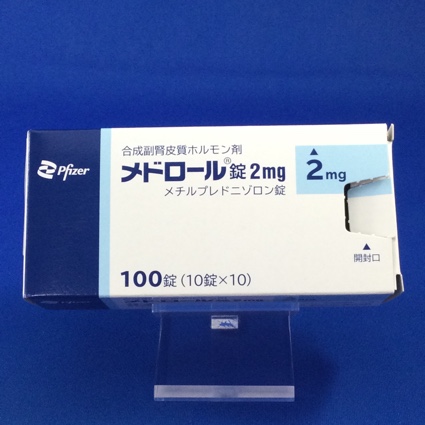 Pfizer
合成副腎皮質ホルモン剤
メドロール®錠2mg
メチルプレドニゾロン錠
▲
2mg
▲
開封口
100錠(10錠×10)